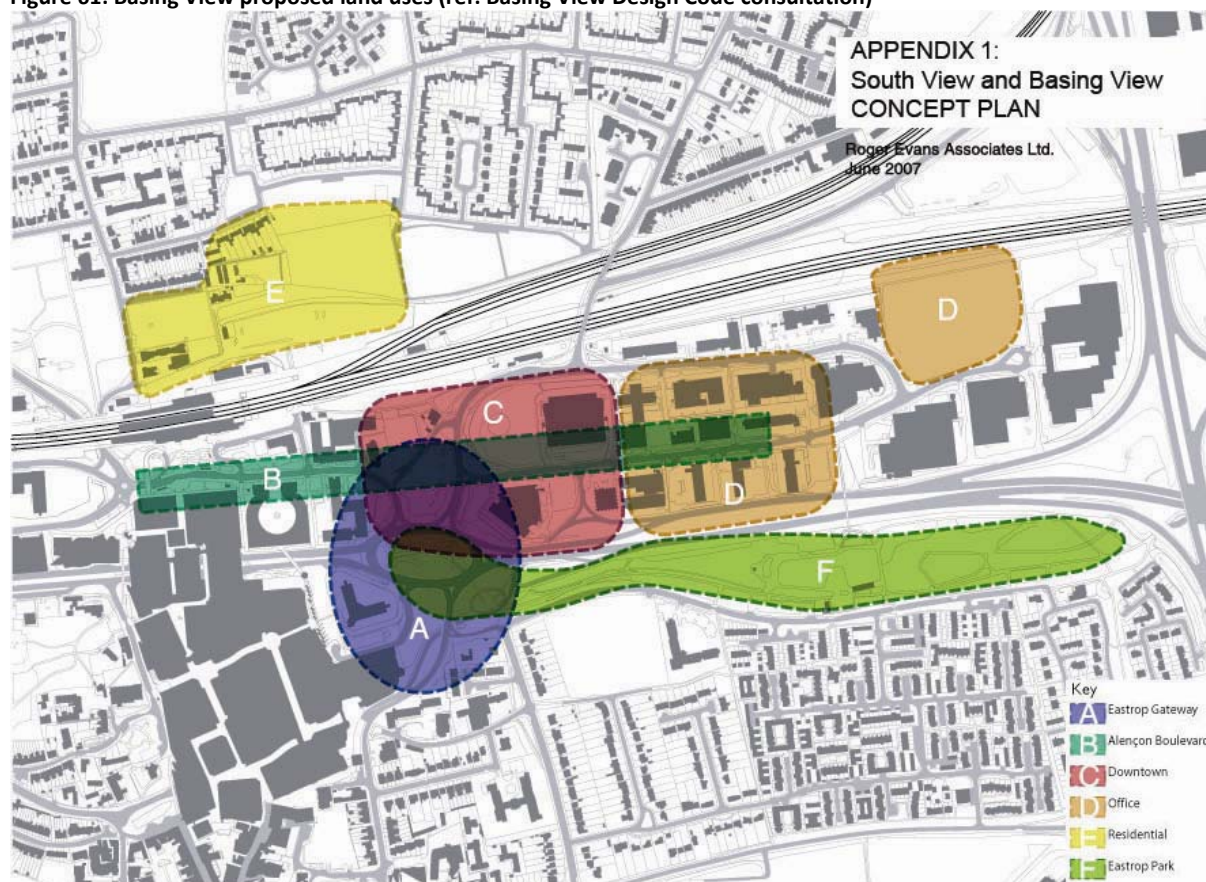 Figure 61: Basing View proposed land uses (ref: Basing View Design Code consultation)
APPENDIX 1:
South View and Basing View
CONCEPT PLAN
Roger Evans Associates Ltd.
June 2007
E
D
C
B
D
F
A
Key
A Eastrop Gateway
B Alençon Boulevard
C Downtown
D Office
E Residential
F Eastrop Park